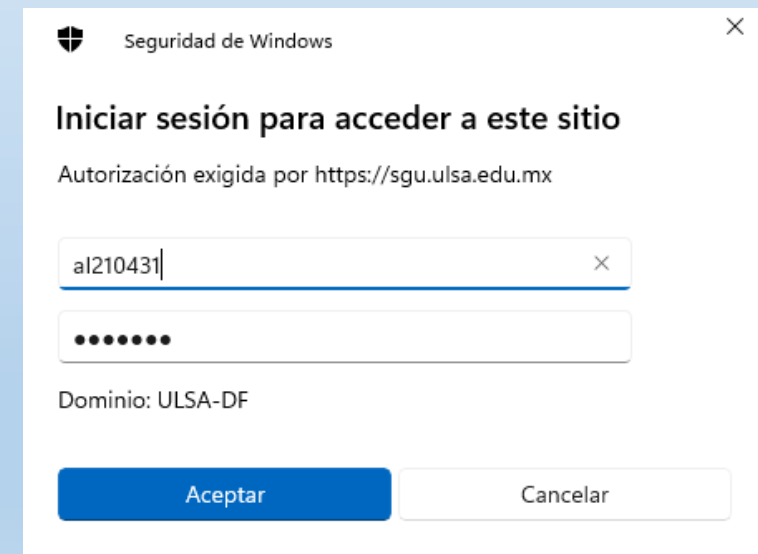 Seguridad de Windows
Iniciar sesión para acceder a este sitio
Autorización exigida por https://sgu.ulsa.edu.mx
al210431
•••••••
Dominio: ULSA-DF
Aceptar Cancelar